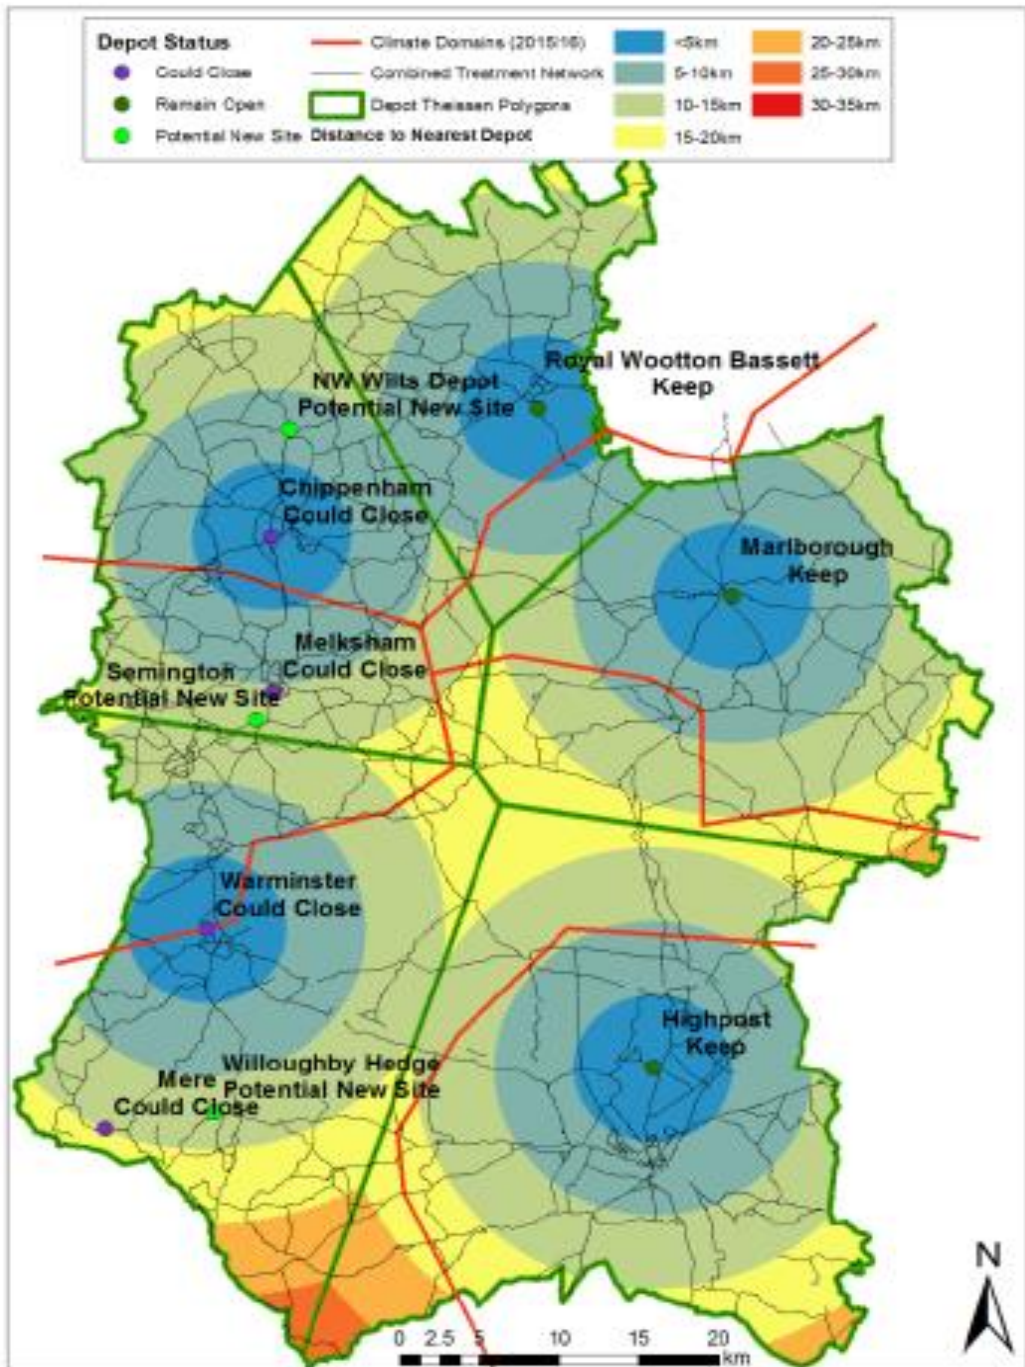 Depot Status
Could Close
Remain Open
Potential New Site
Climate Domains (2015/16)
Combined Treatment Network
Depot Theissen Polygons
Distance to Nearest Depot
<5km
5-10km
10-15km
15-20km
20-25km
25-30km
30-35km
Royal Wootton Bassett
Keep
NW Wilts Depot
Potential New Site
Chippenham
Could Close
Marlborough
Keep
Melksham
Could Close
Semington
Potential New Site
Warminster
Could Close
Highpost
Keep
Willoughby Hedge
Potential New Site
Mere
Could Close
N
0 2.5 5 10 15 20
km